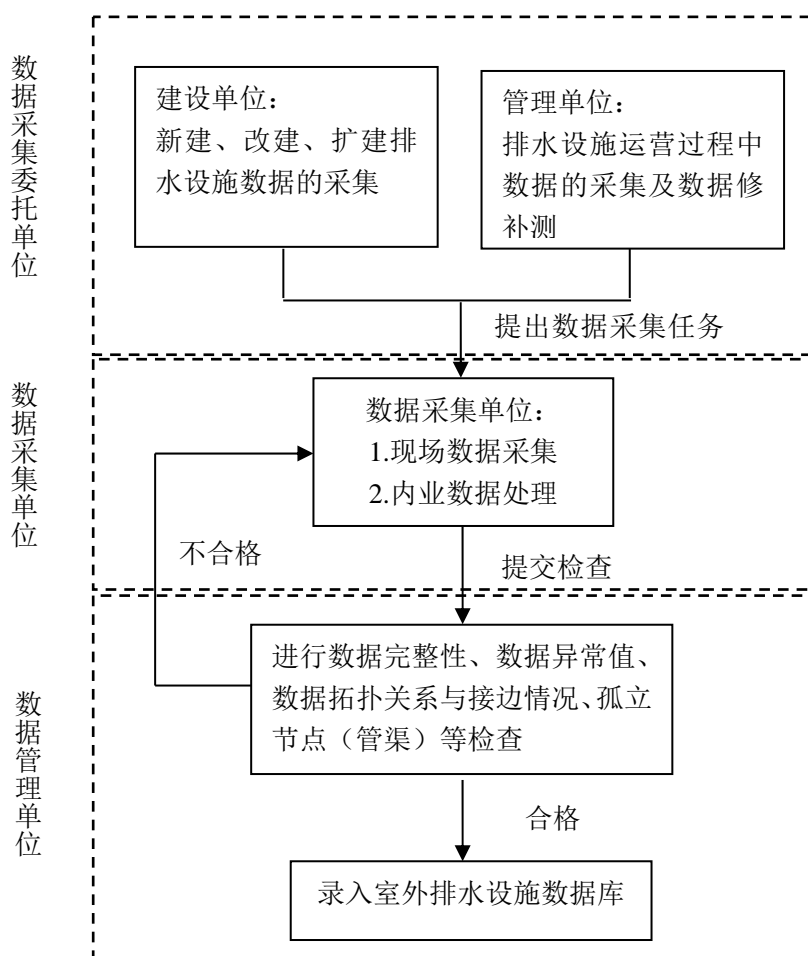 数据采集委托单位
建设单位：
新建、改建、扩建排
水设施数据的采集
管理单位：
排水设施运营过程中
数据的采集及数据修
补测
提出数据采集任务
数据采集单位
数据采集单位：
1.现场数据采集
2.内业数据处理
不合格
提交检查
数据管理单位
进行数据完整性、数据异常值、
数据拓扑关系与接边情况、孤立
节点（管渠）等检查
合格
录入室外排水设施数据库